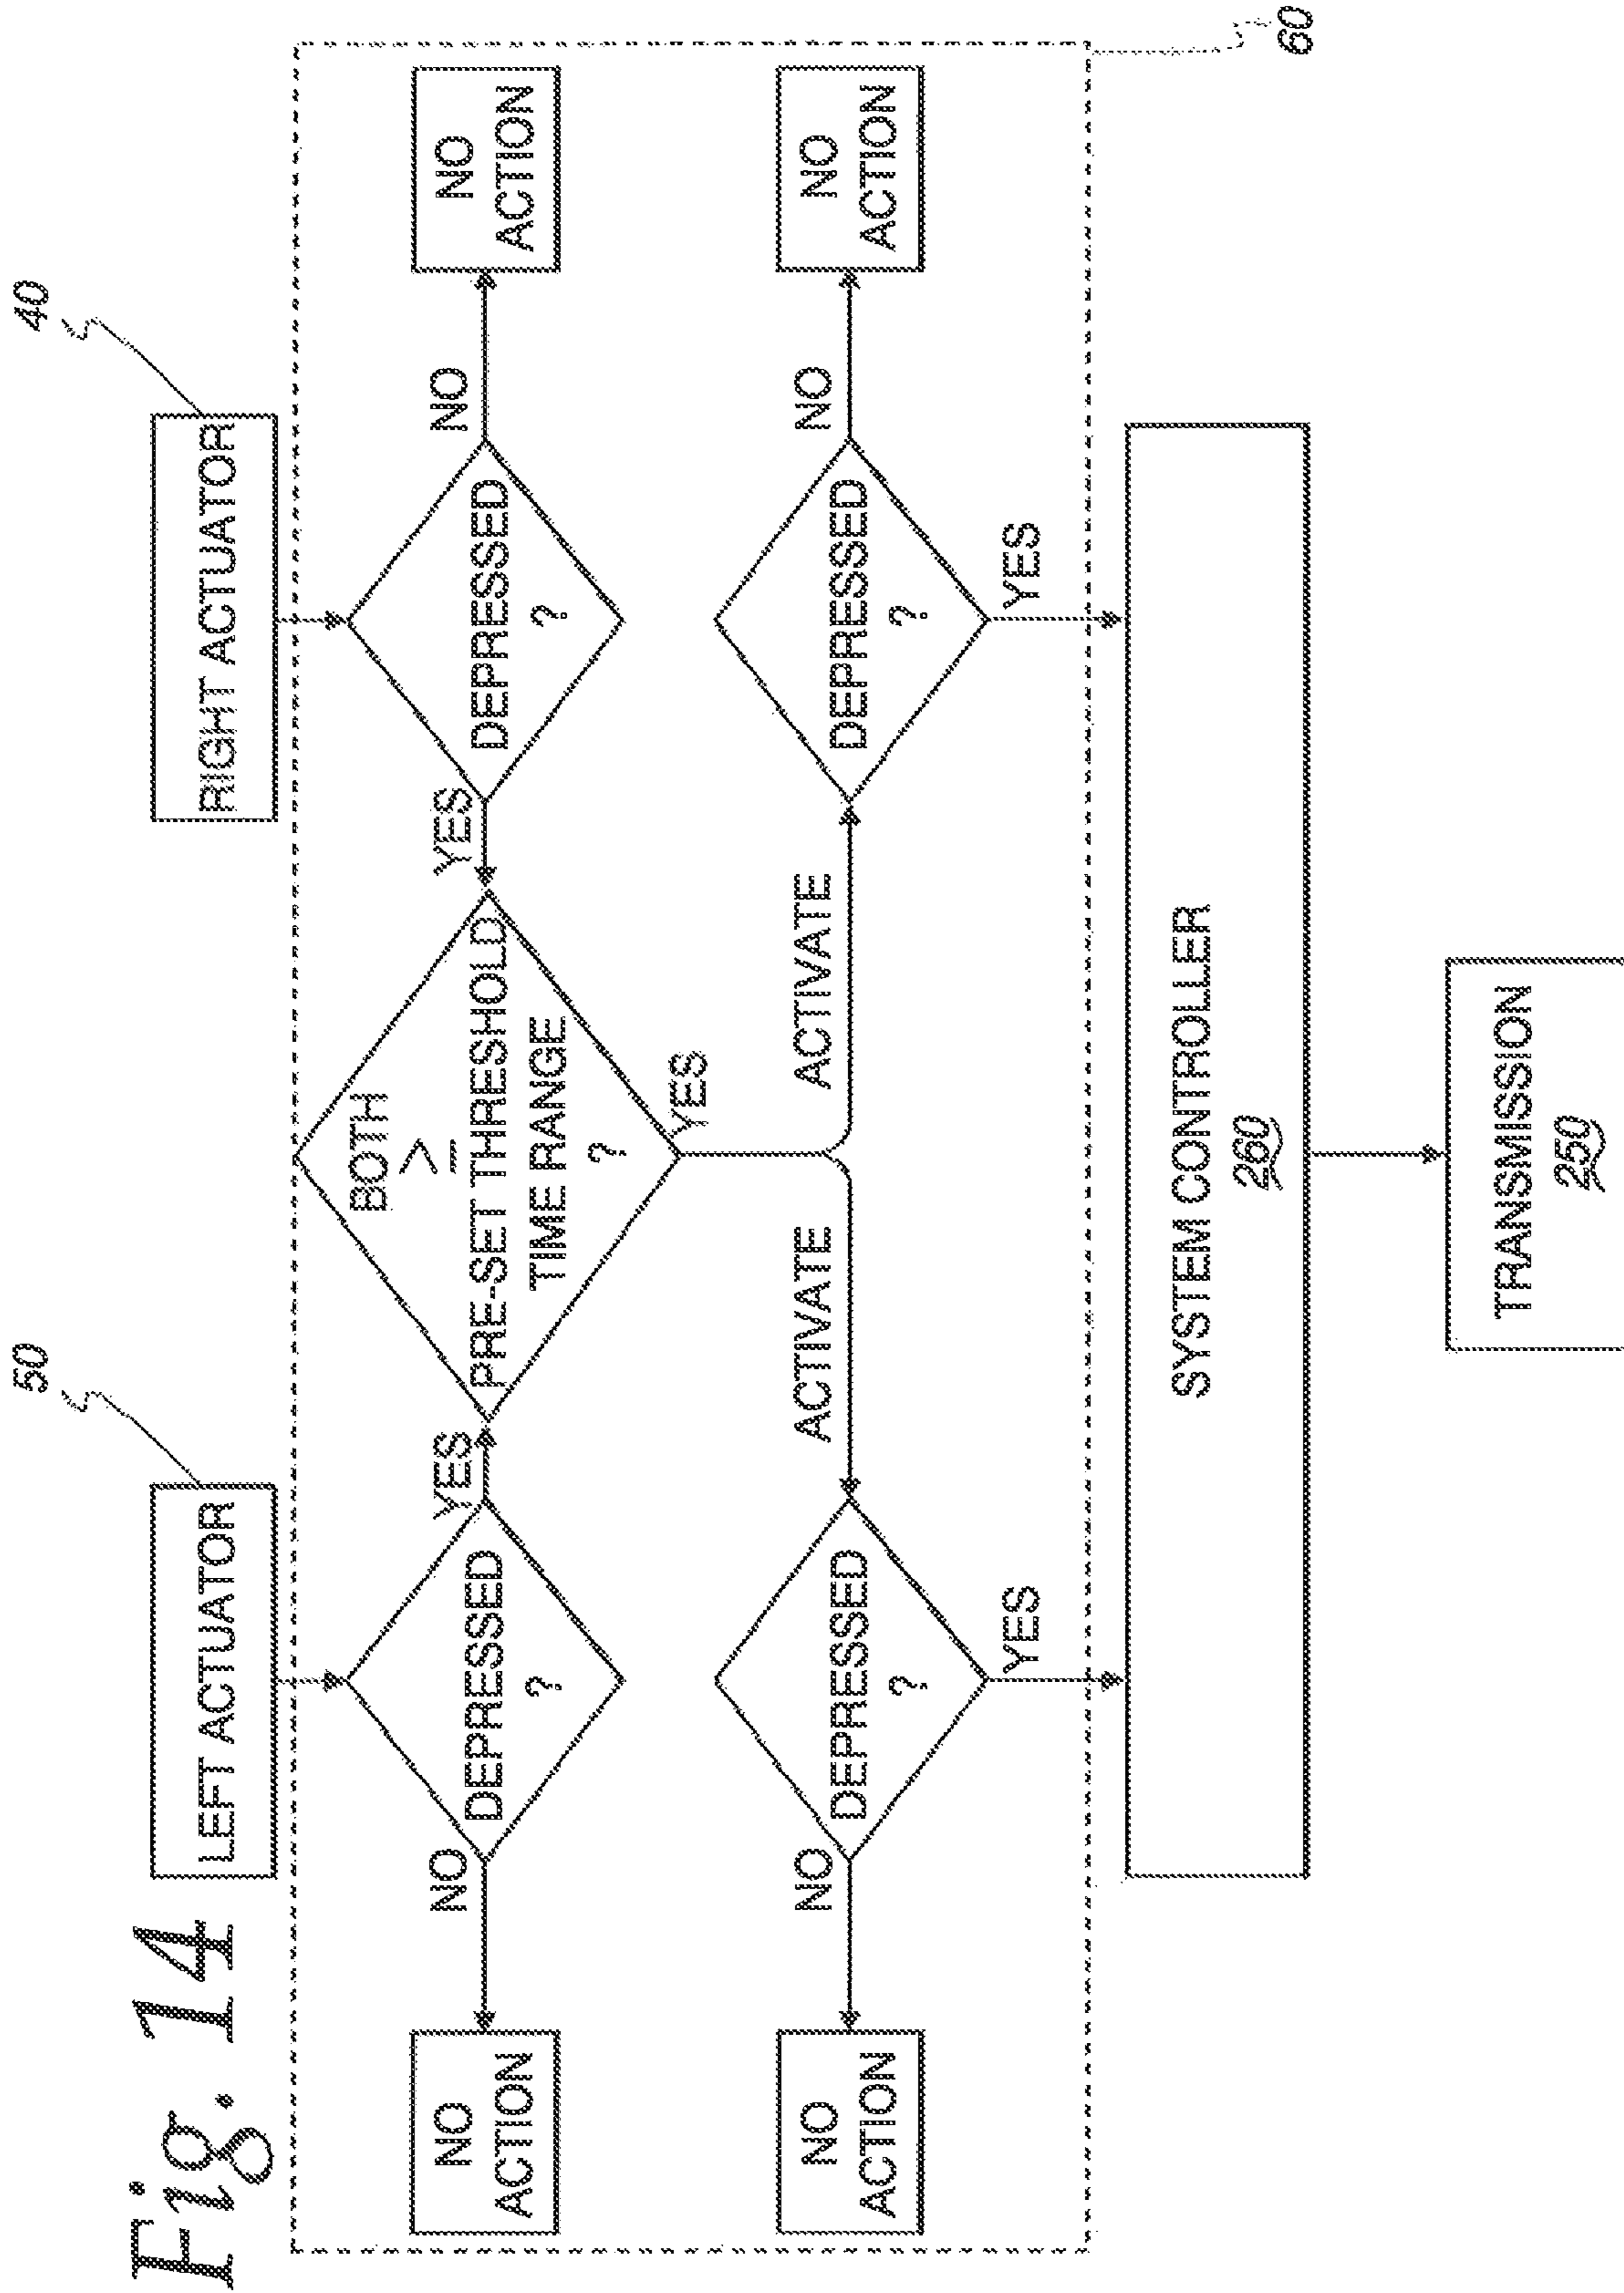 Fig. 14
50
40
LEFT ACTUATOR
RIGHT ACTUATOR
NO
ACTION
NO
DEPRESSED
?
YES
BOTH
≥
PRE-SET THRESHOLD
TIME RANGE
?
YES
YES
DEPRESSED
?
NO
NO
ACTION
NO
ACTION
NO
DEPRESSED
?
YES
ACTIVATE
ACTIVATE
DEPRESSED
?
YES
NO
NO
ACTION
60
SYSTEM CONTROLLER
260
TRANSMISSION
250